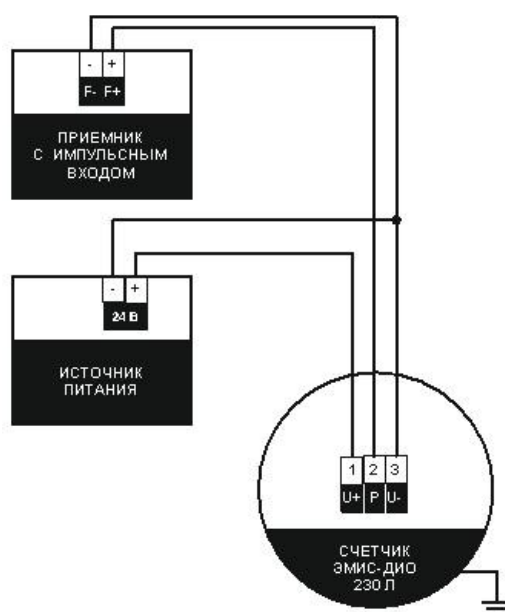 - +
F- F+
ПРИЕМНИК
С ИМПУЛЬСНЫМ
ВХОДОМ
- +
24 В
ИСТОЧНИК
ПИТАНИЯ
1 2 3
U+ P U-
СЧЕТЧИК
ЭМИС-ДИО
230 Л